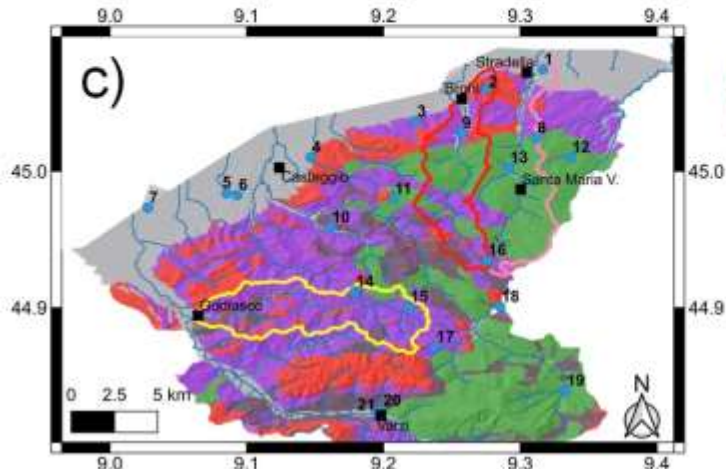 9.0 9.1 9.2 9.3 9.4
c)
Stradella 1
Broni 2
3 9 8
45.0 4 13 12 45.0
Casteggio Santa Maria V.
7 5 6 11
10
16
14 15 18
44.9 Godiasco 44.9
17
19
0 2.5 5 km
21 20
Varzi
N
9.0 9.1 9.2 9.3 9.4